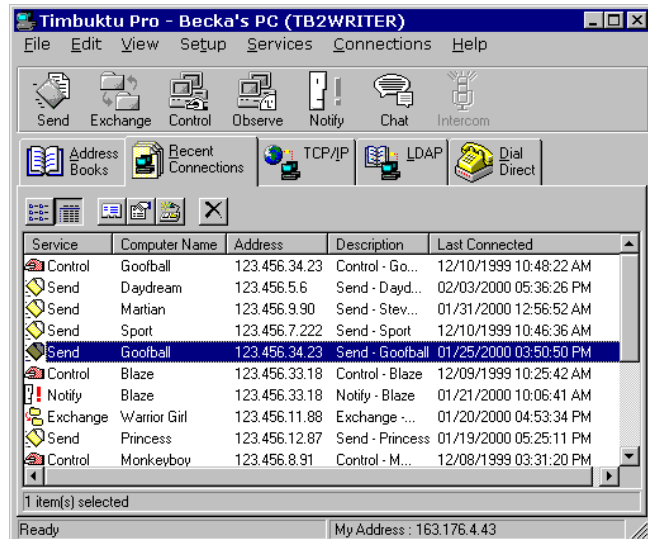 Timbuktu Pro - Becka's PC (TB2WRITER)
File Edit View Setup Services Connections Help
Send Exchange Control Observe Notify Chat Intercom
Address Books Recent Connections TCP/IP LDAP Dial Direct
Service Computer Name Address Description Last Connected
Control Goofball 123.456.34.23 Control - Go... 12/10/1999 10:48:22 AM
Send Daydream 123.456.5.6 Send - Dayd... 02/03/2000 05:36:26 PM
Send Martian 123.456.9.90 Send - Stev... 01/31/2000 12:56:52 AM
Send Sport 123.456.7.222 Send - Sport 12/10/1999 10:46:36 AM
Send Goofball 123.456.34.23 Send - Goofball 01/25/2000 03:50:50 PM
Control Blaze 123.456.33.18 Control - Blaze 12/09/1999 10:25:42 AM
Notify Blaze 123.456.33.18 Notify - Blaze 01/21/2000 10:06:41 AM
Exchange Warrior Girl 123.456.11.88 Exchange -... 01/20/2000 04:53:34 PM
Send Princess 123.456.12.87 Send - Princess 01/19/2000 05:25:11 PM
Control Monkeyboy 123.456.8.91 Control - M... 12/08/1999 03:31:20 PM
1 item(s) selected
Ready My Address : 163.176.4.43